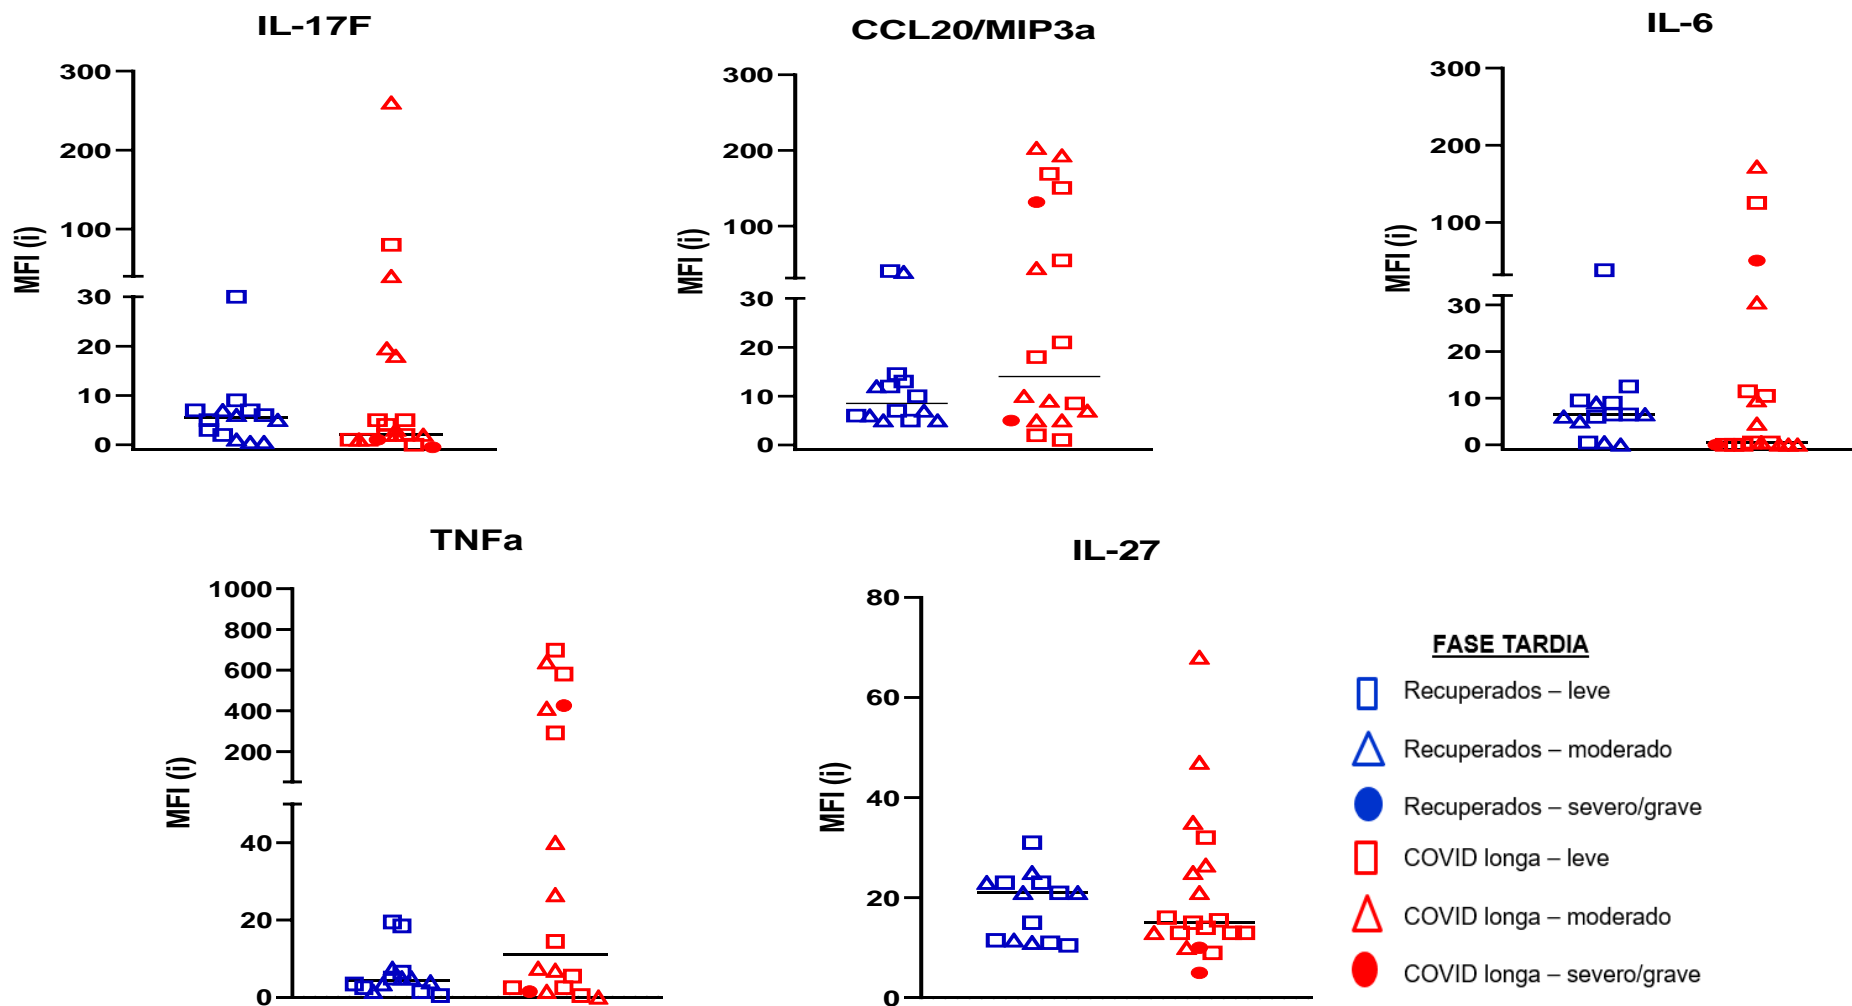 IL-17F
300
200
100
30
20
10
0
MFI (i)
CCL20/MIP3a
300
200
100
30
20
10
0
MFI (i)
IL-6
300
200
100
30
20
10
0
MFI (i)
TNFa
1000
800
600
400
200
40
20
0
MFI (i)
IL-27
80
60
40
20
0
MFI (i)
FASE TARDIA
Recuperados – leve
Recuperados – moderado
Recuperados – severo/grave
COVID longa – leve
COVID longa – moderado
COVID longa – severo/grave